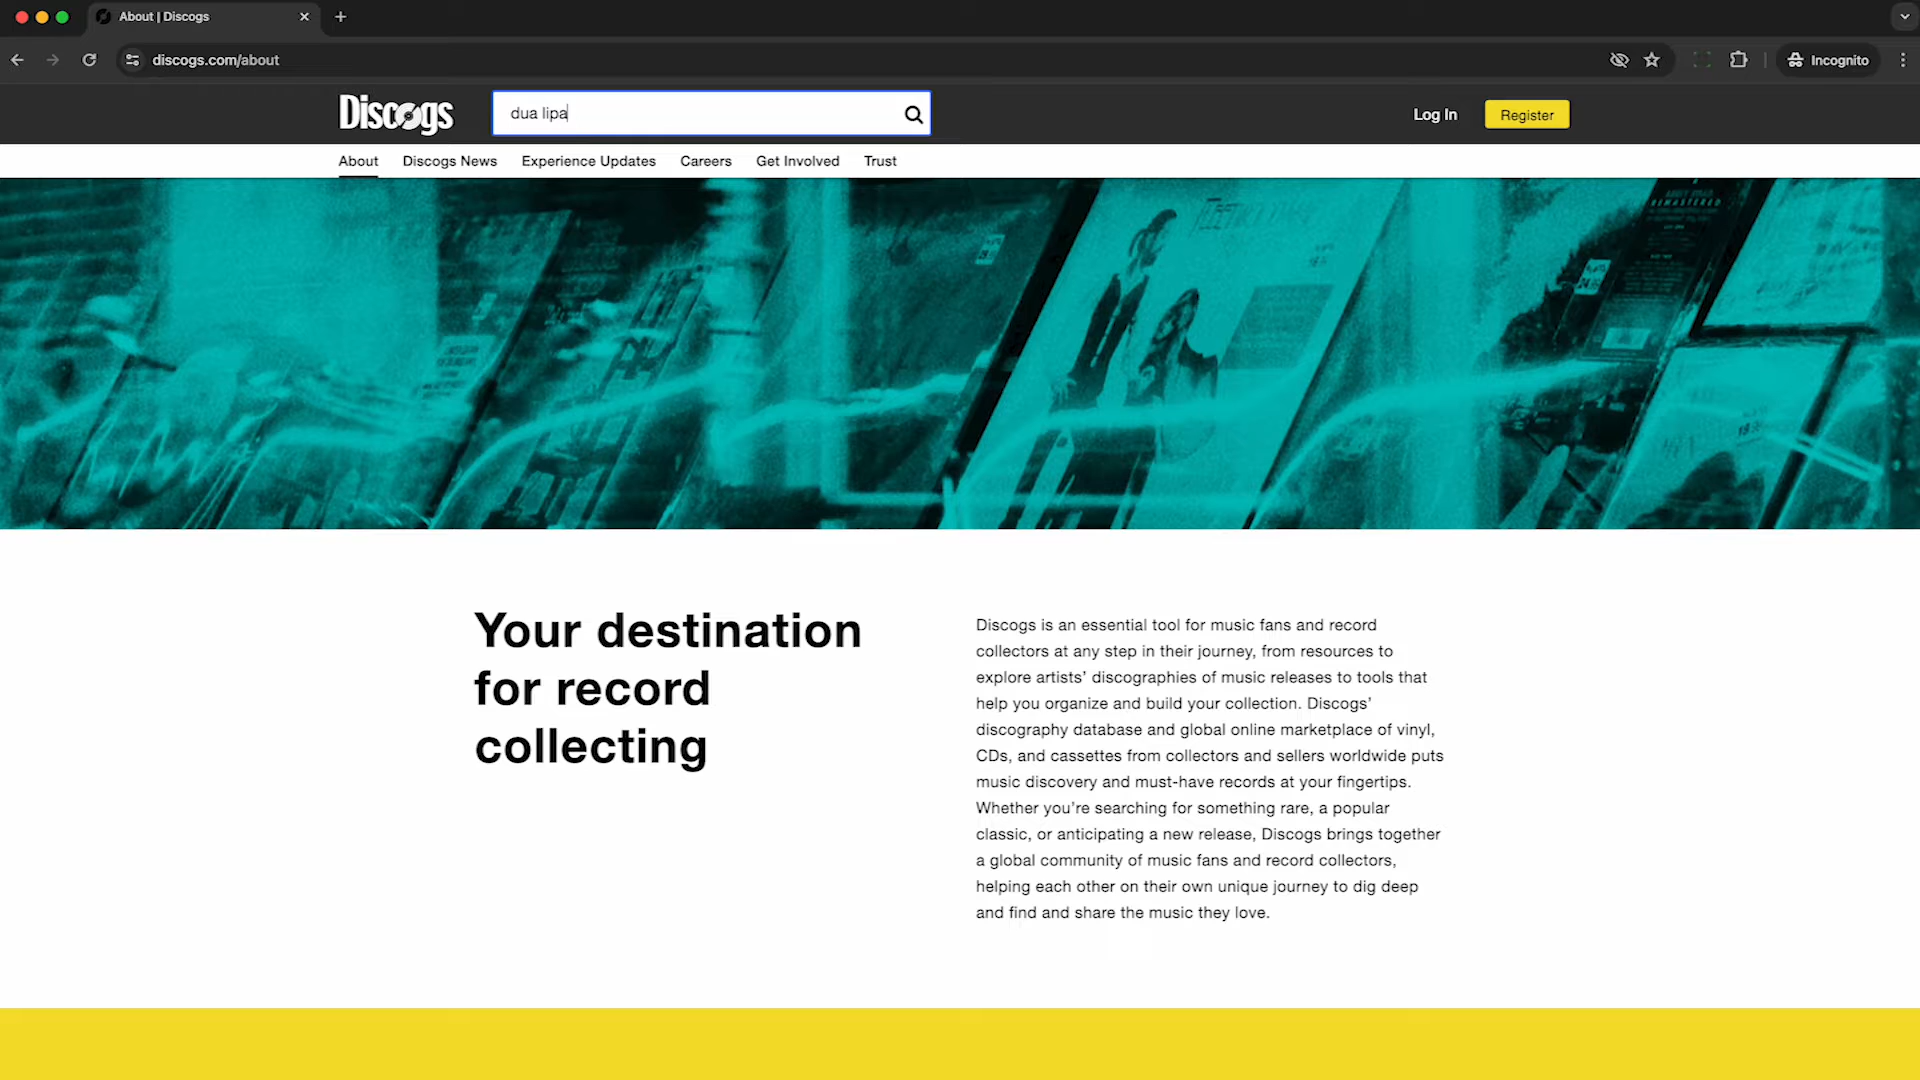 About | Discogs
discogs.com/about
Incognito
Discogs
dua lipa
Log In
Register
About
Discogs News
Experience Updates
Careers
Get Involved
Trust
REMASTERED
Your destination
for record
collecting
Discogs is an essential tool for music fans and record
collectors at any step in their journey, from resources to
explore artists’ discographies of music releases to tools that
help you organize and build your collection. Discogs’
discography database and global online marketplace of vinyl,
CDs, and cassettes from collectors and sellers worldwide puts
music discovery and must-have records at your fingertips.
Whether you’re searching for something rare, a popular
classic, or anticipating a new release, Discogs brings together
a global community of music fans and record collectors,
helping each other on their own unique journey to dig deep
and find and share the music they love.